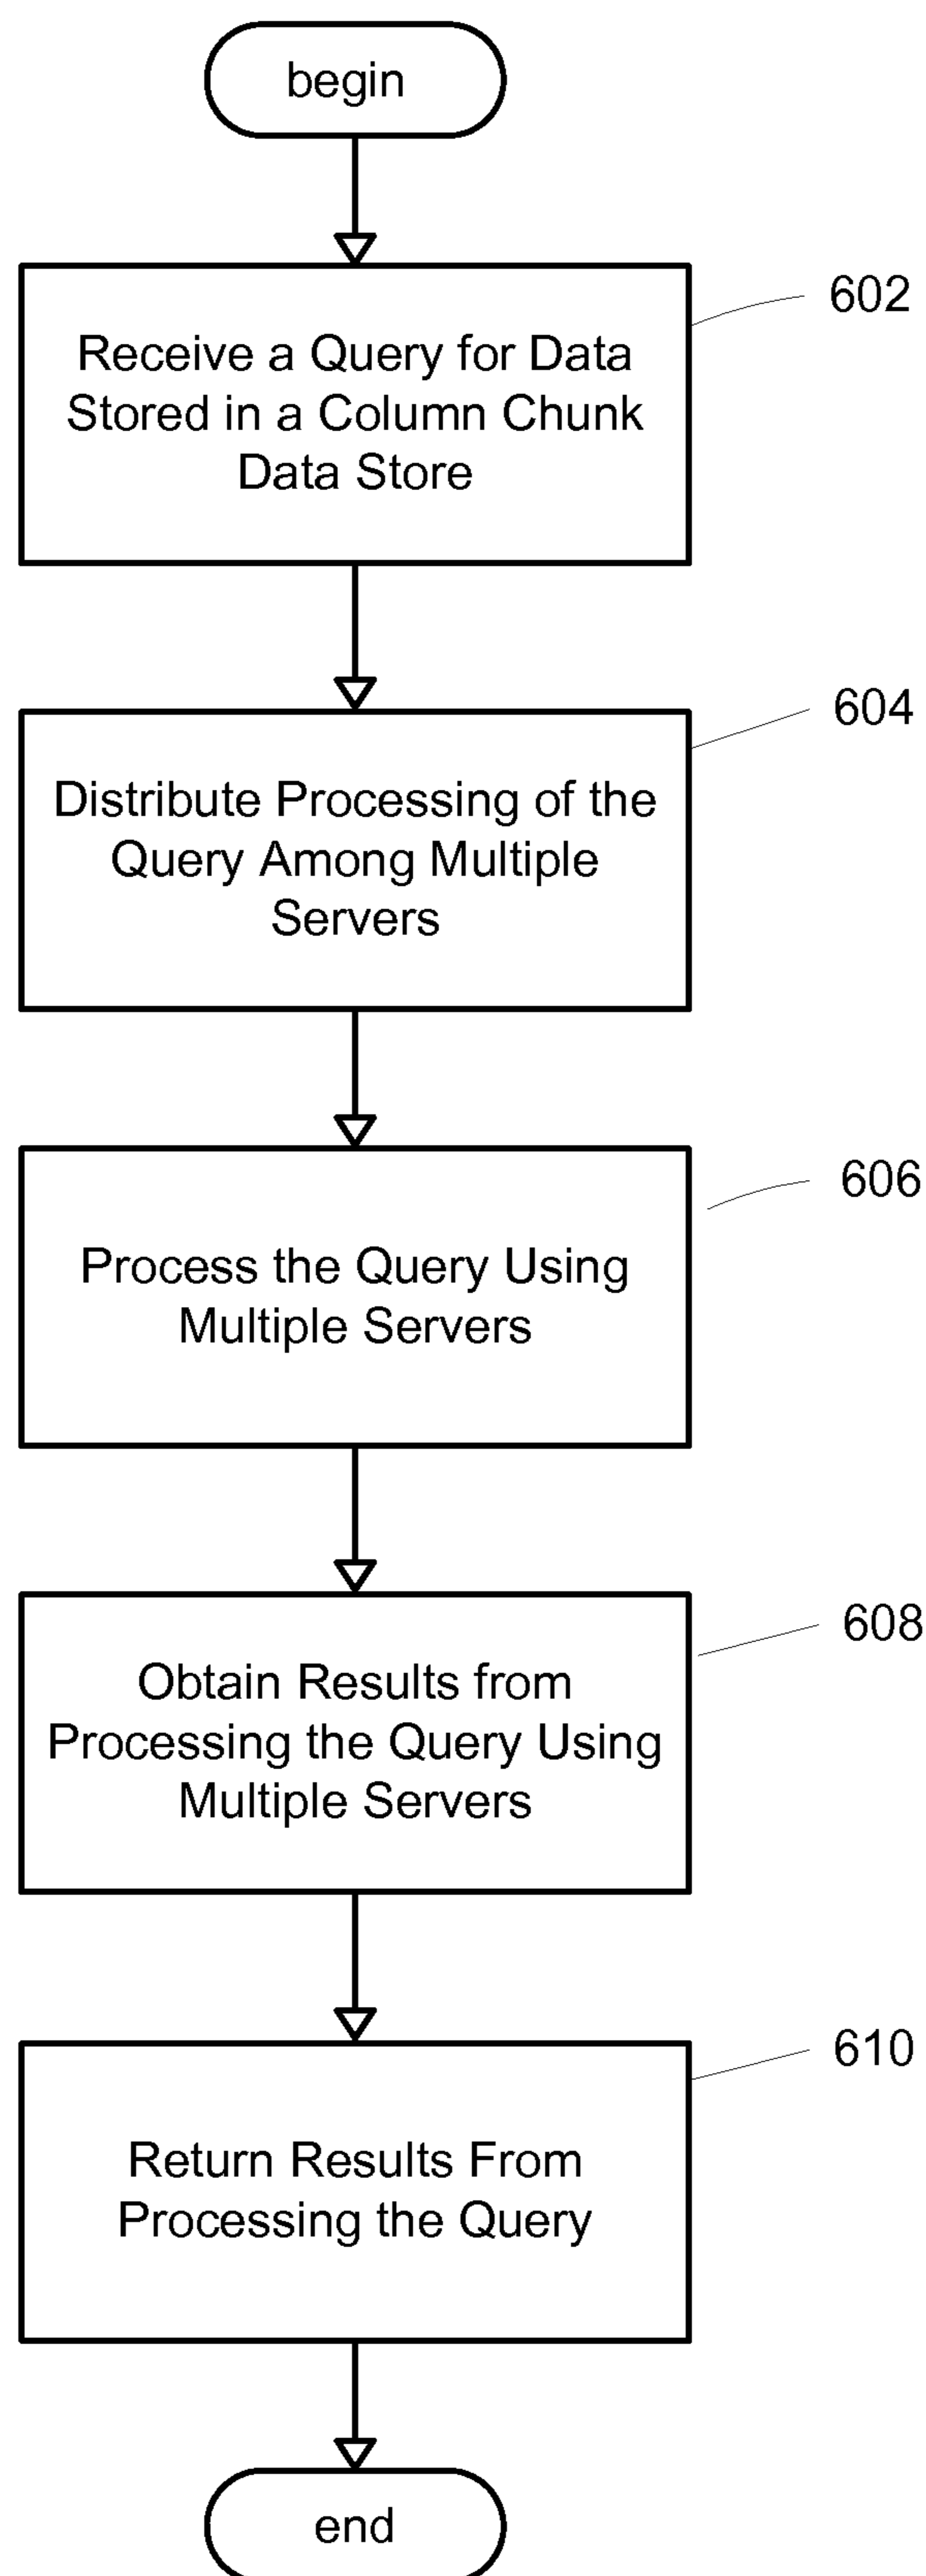 begin
602
Receive a Query for Data
Stored in a Column Chunk
Data Store
604
Distribute Processing of the
Query Among Multiple
Servers
606
Process the Query Using
Multiple Servers
608
Obtain Results from
Processing the Query Using
Multiple Servers
610
Return Results From
Processing the Query
end